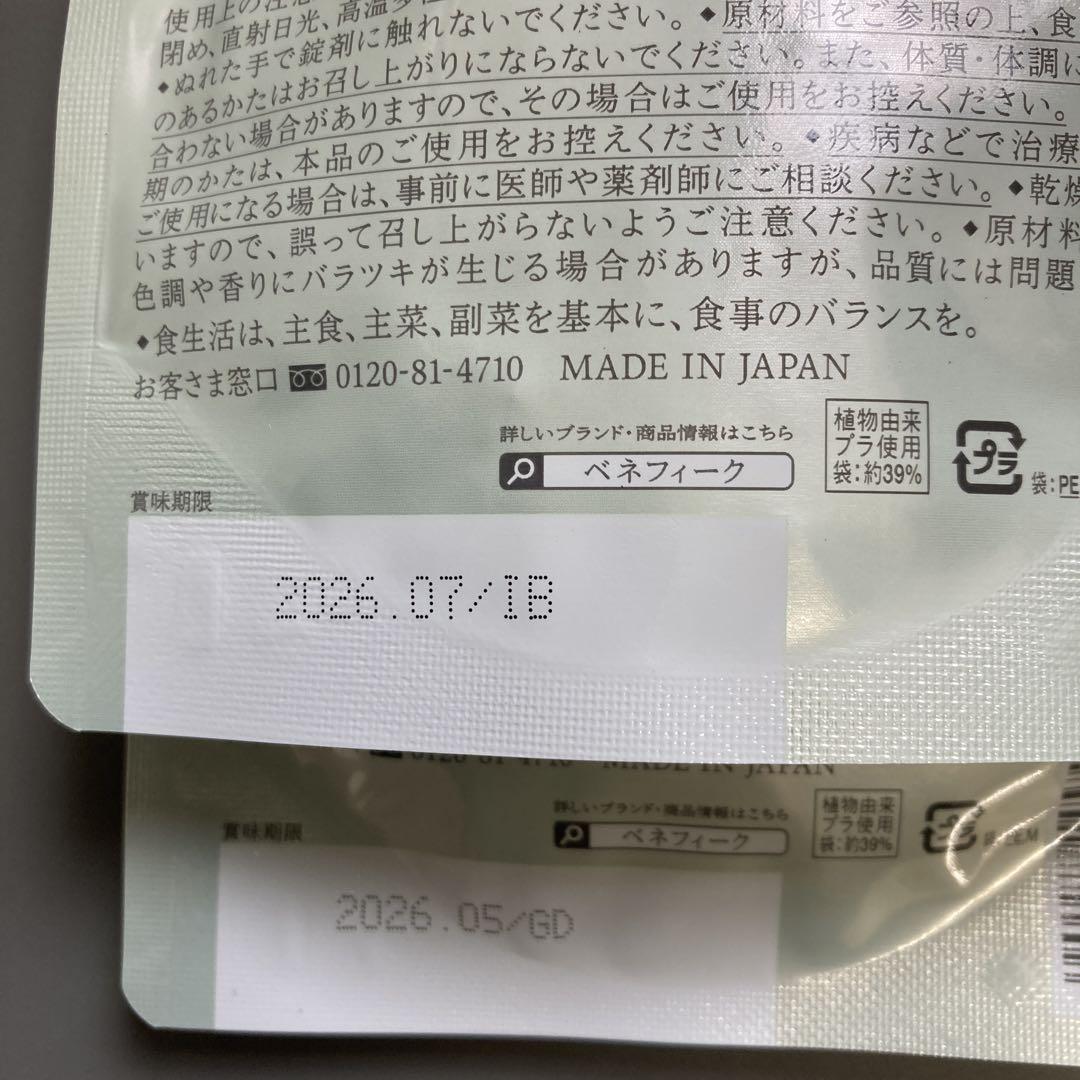 使用上の注意
閉め、直射日光、高温多湿
◆ぬれた手で錠剤に触れないでください。◆原材料をご参照の上、食
のあるかたはお召し上がりにならないでください。また、体質・体調に
合わない場合がありますので、その場合はご使用をお控えください。
期のかたは、本品のご使用をお控えください。◆疾病などで治療
ご使用になる場合は、事前に医師や薬剤師にご相談ください。◆乾燥
いますので、誤って召し上がらないようご注意ください。◆原材料
色調や香りにバラツキが生じる場合がありますが、品質には問題
◆食生活は、主食、主菜、副菜を基本に、食事のバランスを。
お客さま窓口 0120-81-4710 MADE IN JAPAN
詳しいブランド・商品情報はこちら
ベネフィーク
植物由来
プラ使用
袋:約39%
プラ
袋:PE
賞味期限
2026.07/IB
0120-81-4710 MADE IN JAPAN
詳しいブランド・商品情報はこちら
ベネフィーク
植物由来
プラ使用
袋:約39%
プラ
袋:PE,M
賞味期限
2026.05/GD